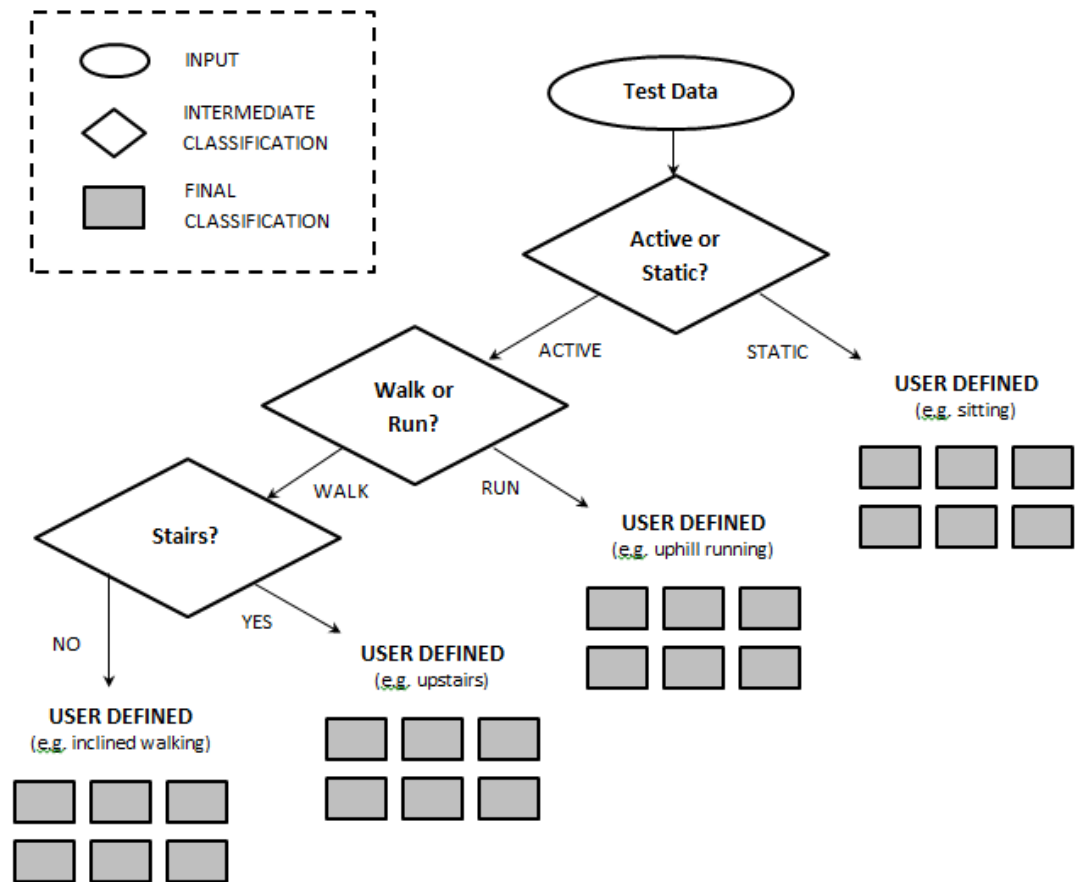 INPUT
INTERMEDIATE
CLASSIFICATION
FINAL
CLASSIFICATION
Test Data
Active or
Static?
ACTIVE
STATIC
Walk or
Run?
USER DEFINED
(e.g. sitting)
WALK
RUN
Stairs?
USER DEFINED
(e.g. uphill running)
NO
YES
USER DEFINED
(e.g. upstairs)
USER DEFINED
(e.g. inclined walking)